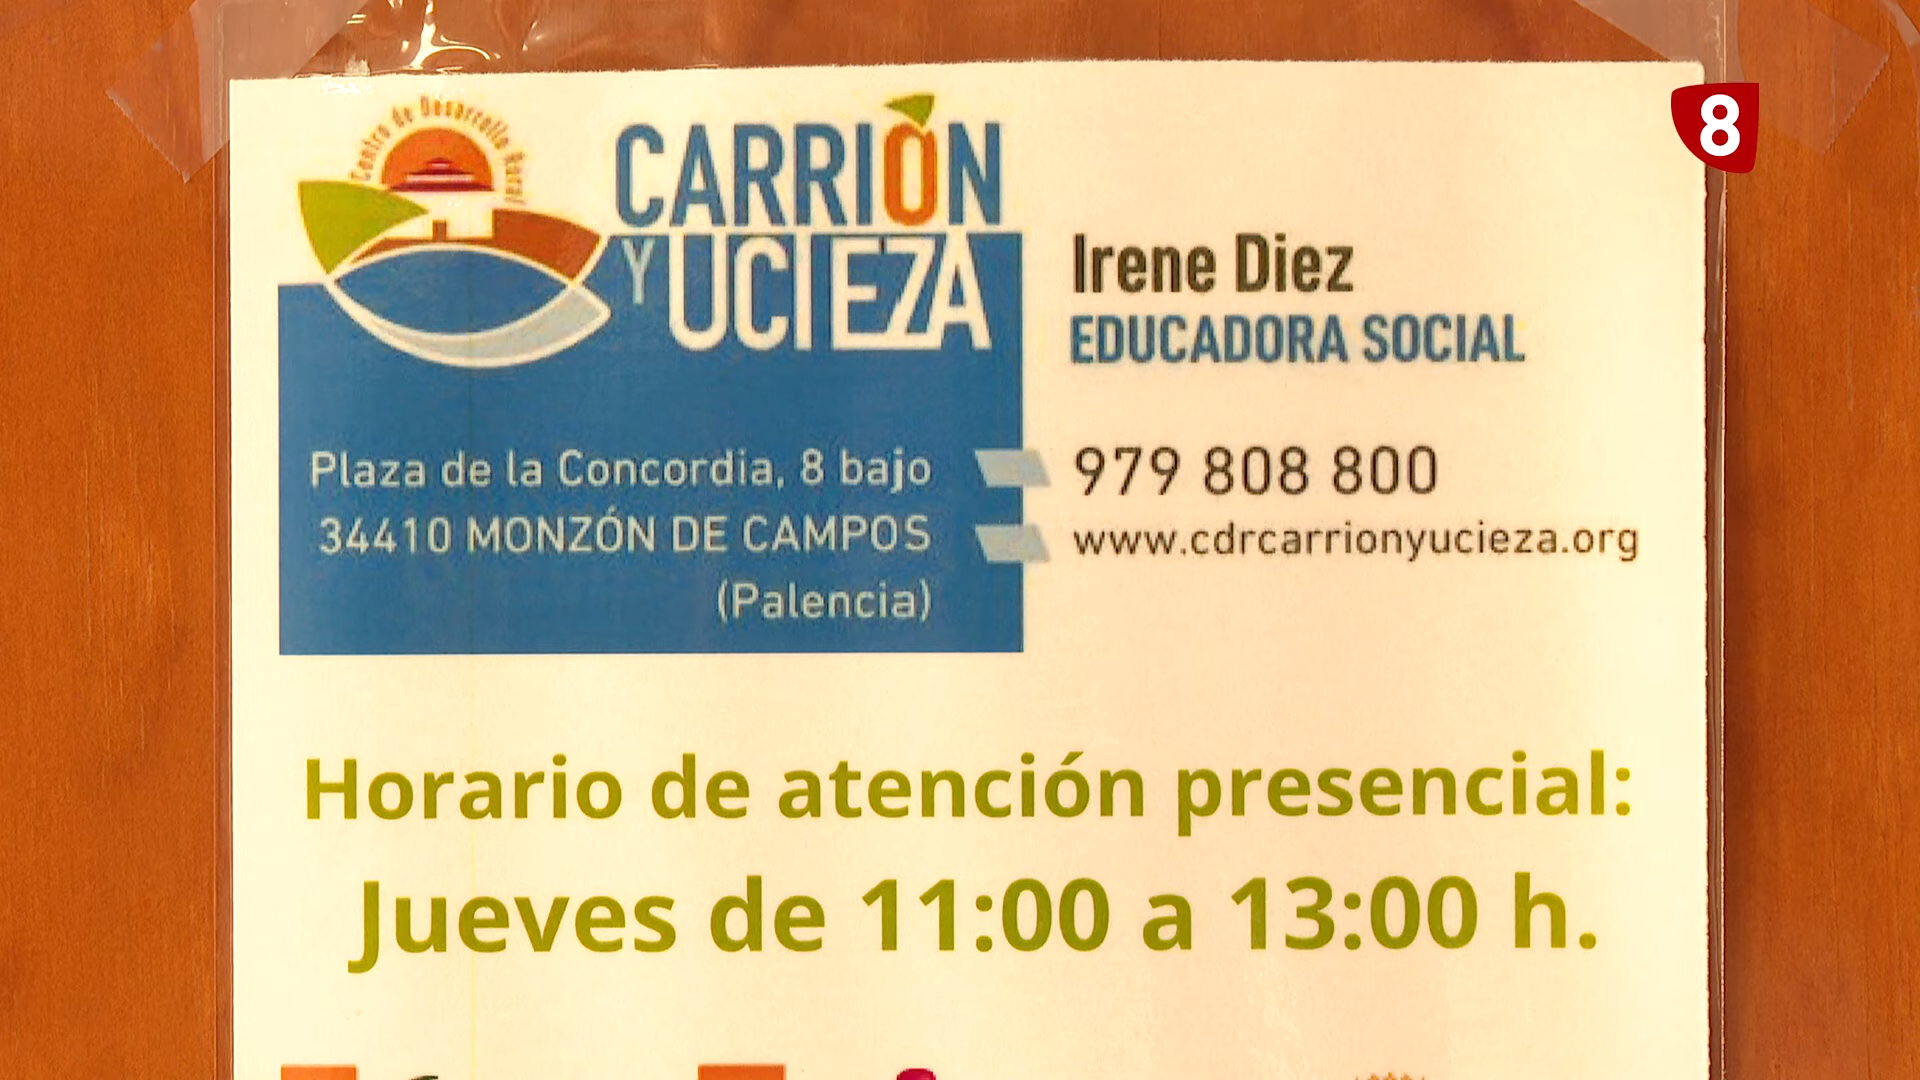 Centro de Desarrollo Rural
CARRIÓN
Y UCIEZA
Irene Diez
EDUCADORA SOCIAL
Plaza de la Concordia, 8 bajo
34410 MONZÓN DE CAMPOS
(Palencia)
979 808 800
www.cdrcarrionyucieza.org
Horario de atención presencial:
Jueves de 11:00 a 13:00 h.
8